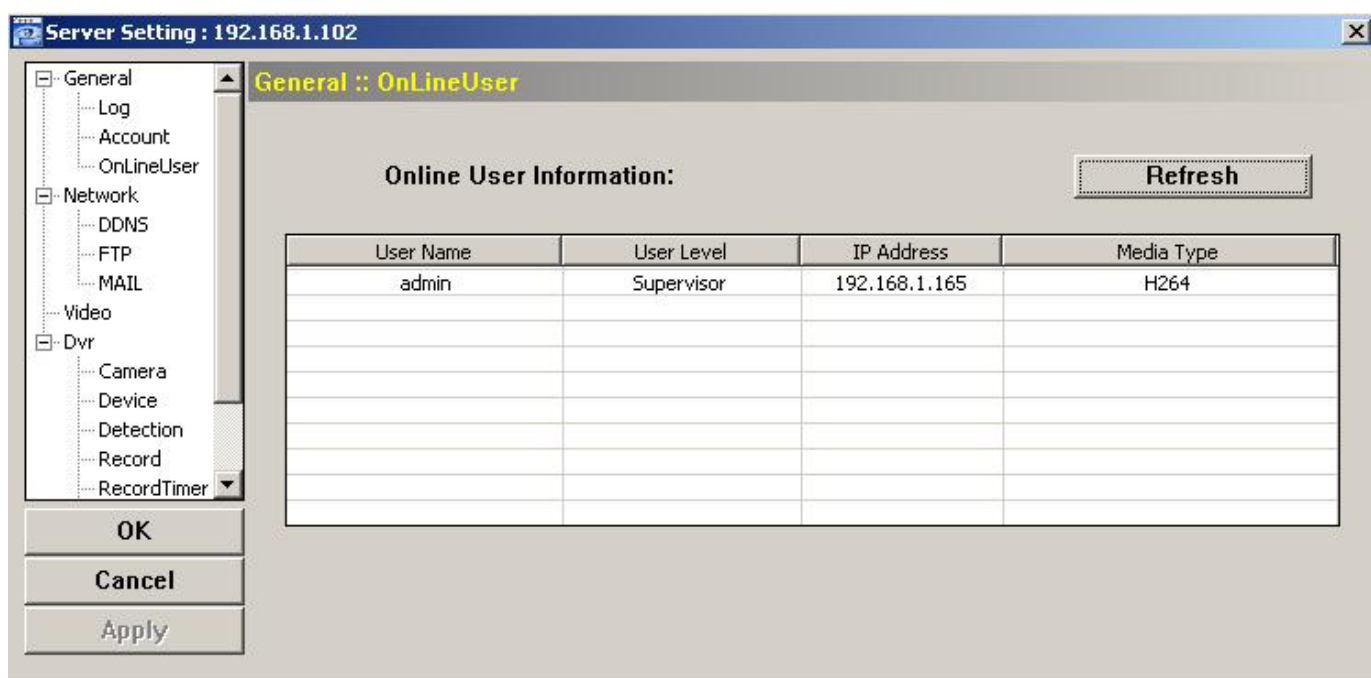 Server Setting : 192.168.1.102
General
Log
Account
OnLineUser
Network
DDNS
FTP
MAIL
Video
Dvr
Camera
Device
Detection
Record
RecordTimer
OK
Cancel
Apply
General :: OnLineUser
Online User Information:
Refresh
User Name User Level IP Address Media Type
admin Supervisor 192.168.1.165 H264